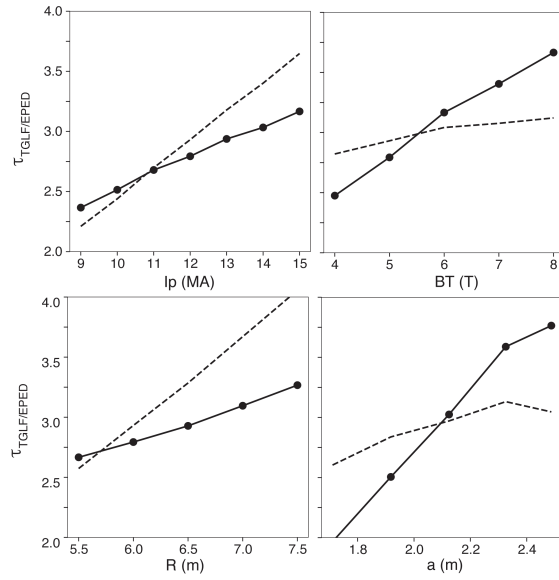 4.0
3.5
3.0
2.5
2.0
τTGLF/EPED
9 10 11 12 13 14 15
Ip (MA)
4 5 6 7 8
BT (T)
4.0
3.5
3.0
2.5
2.0
τTGLF/EPED
5.5 6.0 6.5 7.0 7.5
R (m)
1.8 2.0 2.2 2.4
a (m)